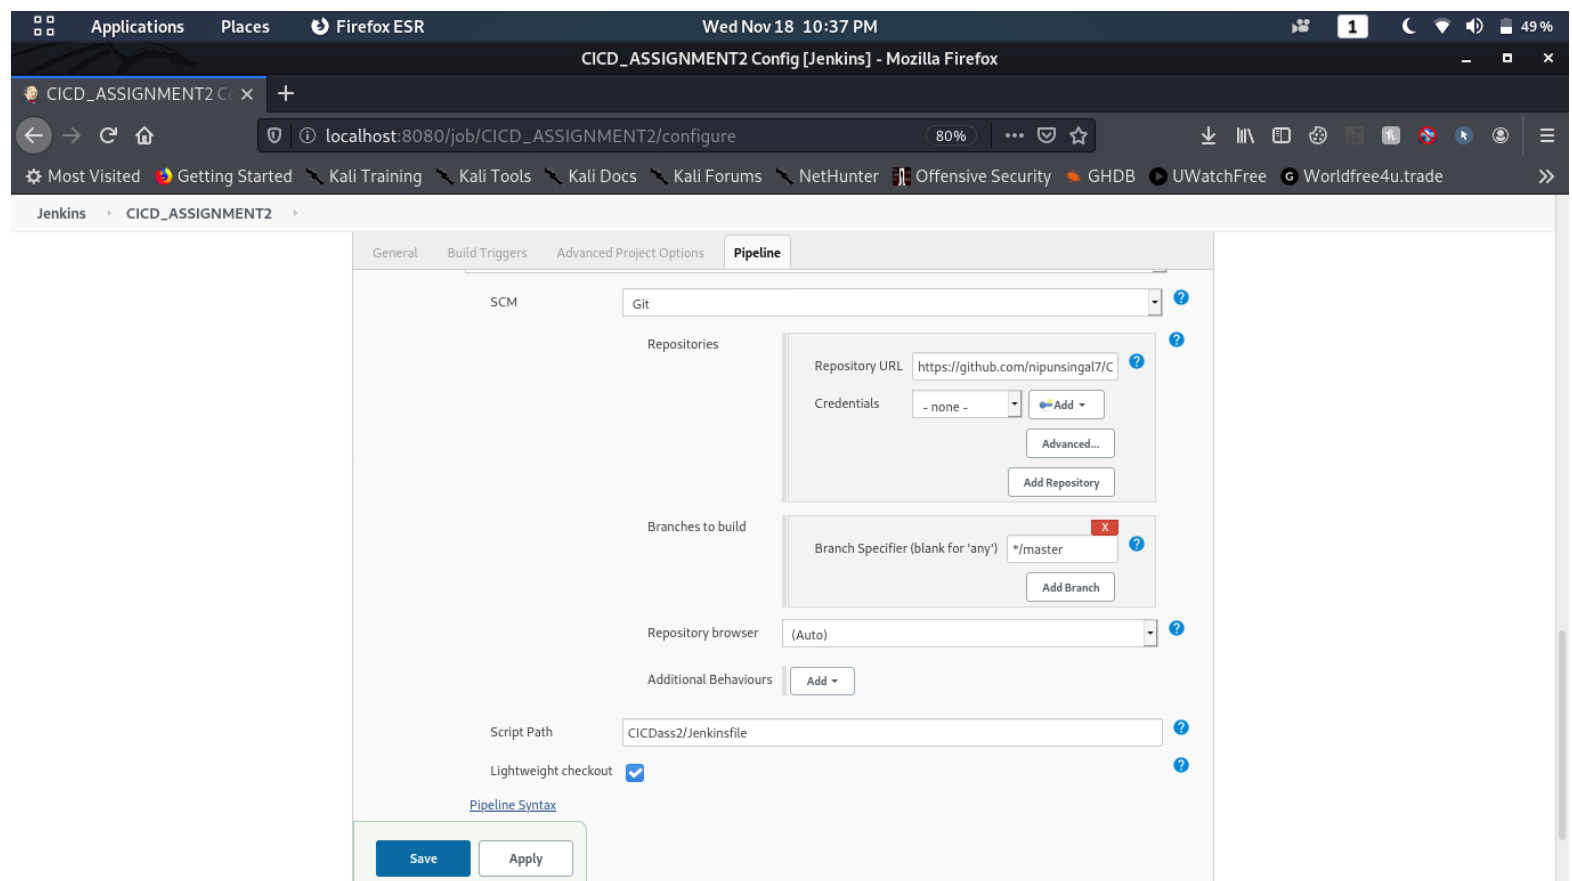 Applications Places Firefox ESR Wed Nov 18 10:37 PM 1 49%
CICD_ASSIGNMENT2 Config [Jenkins] - Mozilla Firefox
CICD_ASSIGNMENT2 Co
localhost:8080/job/CICD_ASSIGNMENT2/configure 80%
Most Visited Getting Started Kali Training Kali Tools Kali Docs Kali Forums NetHunter Offensive Security GHDB UWatchFree G Worldfree4u.trade
Jenkins CICD_ASSIGNMENT2
General Build Triggers Advanced Project Options Pipeline
SCM Git
Repositories
Repository URL https://github.com/nipunsingal7/C
Credentials - none - Add
Advanced...
Add Repository
Branches to build
X
Branch Specifier (blank for 'any') */master
Add Branch
Repository browser (Auto)
Additional Behaviours Add
Script Path CICDass2/Jenkinsfile
Lightweight checkout
Pipeline Syntax
Save Apply